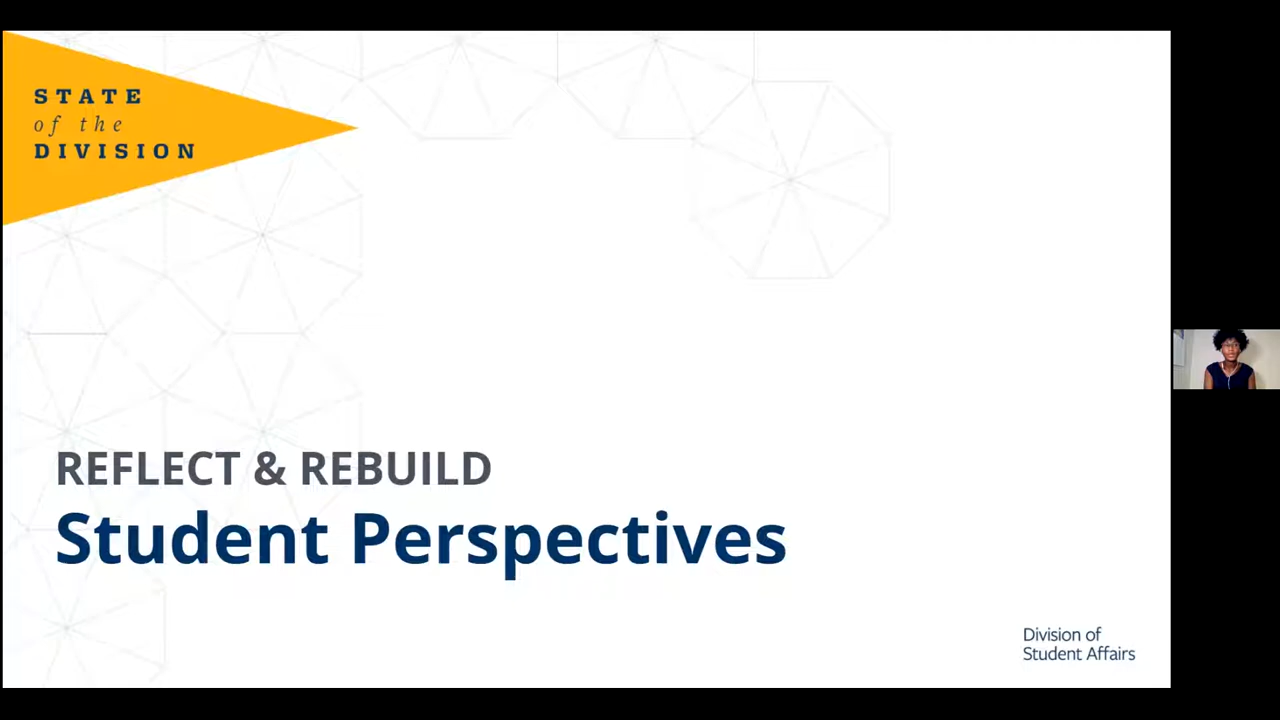 STATE
of the
DIVISION
REFLECT & REBUILD
Student Perspectives
Division of
Student Affairs